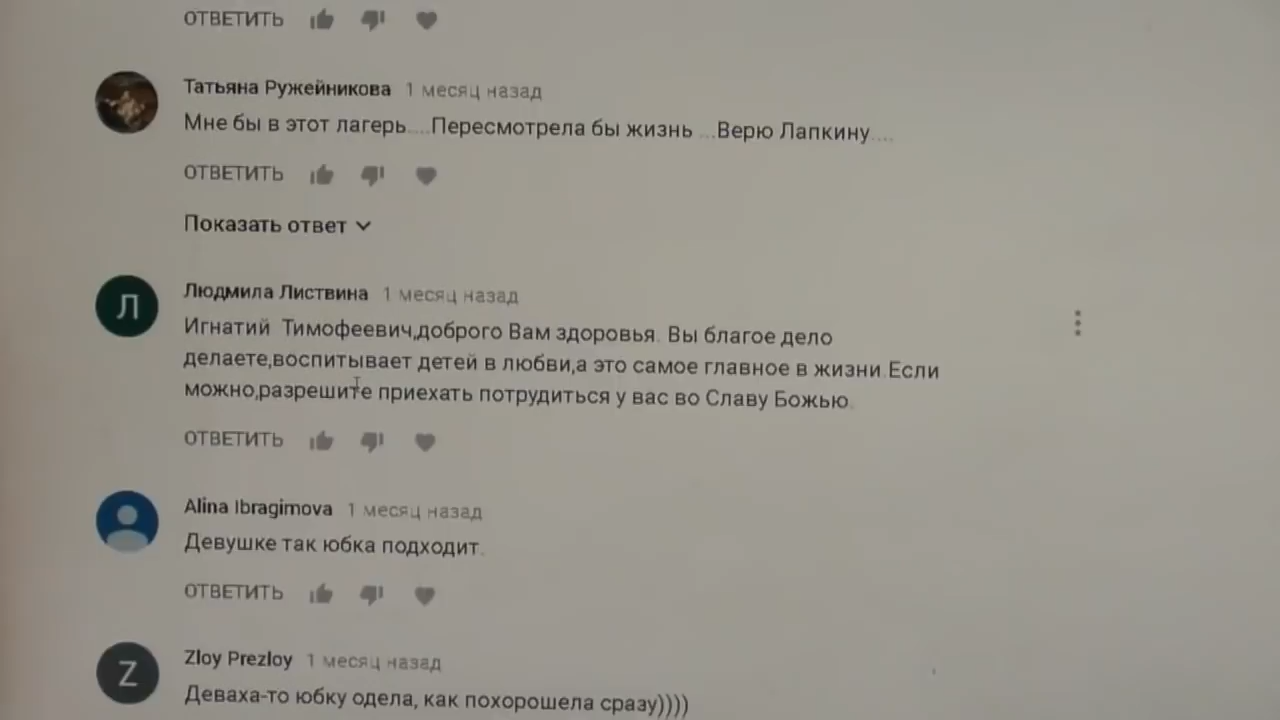 ОТВЕТИТЬ
Татьяна Ружейникова 1 месяц назад
Мне бы в этот лагерь....Пересмотрела бы жизнь ...Верю Лапкину....
ОТВЕТИТЬ
Показать ответ
Л
Людмила Листвина 1 месяц назад
Игнатий Тимофеевич,доброго Вам здоровья. Вы благое дело
делаете,воспитывает детей в любви,а это самое главное в жизни.Если
можно,разрешите приехать потрудиться у вас во Славу Божью.
ОТВЕТИТЬ
Alina Ibragimova 1 месяц назад
Девушке так юбка подходит.
ОТВЕТИТЬ
Z
Zloy Prezloy 1 месяц назад
Деваха-то юбку одела, как похорошела сразу))))